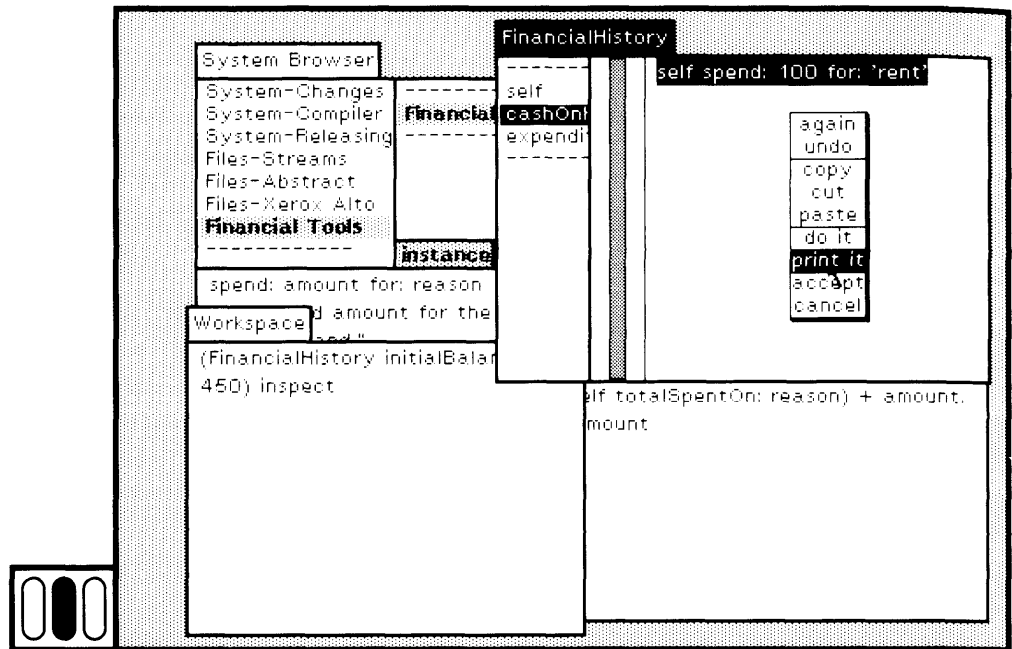 FinancialHistory
self
cashOnH
expendit
self spend: 100 for: 'rent'
again
undo
copy
cut
paste
do it
print it
accept
cancel
System Browser
System-Changes
System-Compiler
System-Releasing
Files-Streams
Files-Abstract
Files-Xerox Alto
Financial Tools
Financial
instance
spend: amount for: reason
d amount for the
Workspace
(FinancialHistory initialBalan
450) inspect
elf totalSpentOn: reason) + amount.
mount